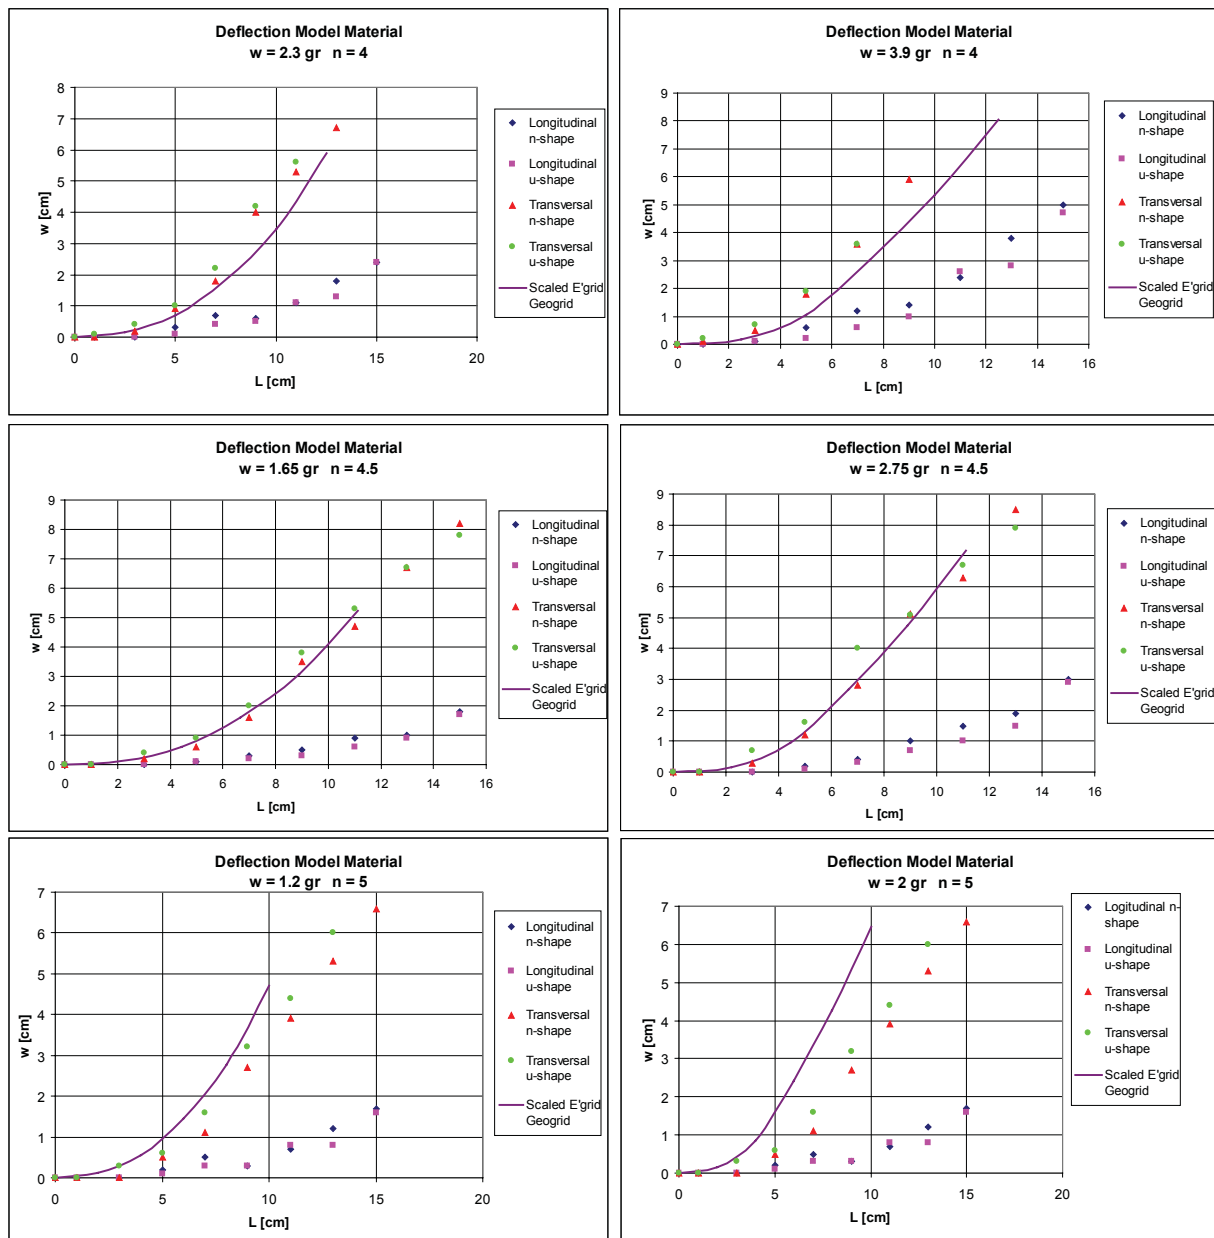 Deflection Model Material
w = 2.3 gr n = 4
8
7
6
5
4
3
2
1
0
w [cm]
0 5 10 15 20
L [cm]
Longitudinal
n-shape
Longitudinal
u-shape
Transversal
n-shape
Transversal
u-shape
Scaled E'grid
Geogrid
Deflection Model Material
w = 3.9 gr n = 4
9
8
7
6
5
4
3
2
1
0
w [cm]
0 2 4 6 8 10 12 14 16
L [cm]
Longitudinal
n-shape
Longitudinal
u-shape
Transversal
n-shape
Transversal
u-shape
Scaled E'grid
Geogrid
Deflection Model Material
w = 1.65 gr n = 4.5
9
8
7
6
5
4
3
2
1
0
w [cm]
0 2 4 6 8 10 12 14 16
L [cm]
Longitudinal
n-shape
Longitudinal
u-shape
Transversal
n-shape
Transversal
u-shape
Scaled E'grid
Geogrid
Deflection Model Material
w = 2.75 gr n = 4.5
9
8
7
6
5
4
3
2
1
0
w [cm]
0 2 4 6 8 10 12 14 16
L [cm]
Longitudinal
n-shape
Longitudinal
u-shape
Transversal
n-shape
Transversal
u-shape
Scaled E'grid
Geogrid
Deflection Model Material
w = 1.2 gr n = 5
7
6
5
4
3
2
1
0
w [cm]
0 5 10 15 20
L [cm]
Longitudinal
n-shape
Longitudinal
u-shape
Transversal
n-shape
Transversal
u-shape
Scaled E'grid
Geogrid
Deflection Model Material
w = 2 gr n = 5
7
6
5
4
3
2
1
0
w [cm]
0 5 10 15 20
L [cm]
Logitudinal n-
shape
Longitudinal
u-shape
Transversal
n-shape
Transversal
u-shape
Scaled E'grid
Geogrid